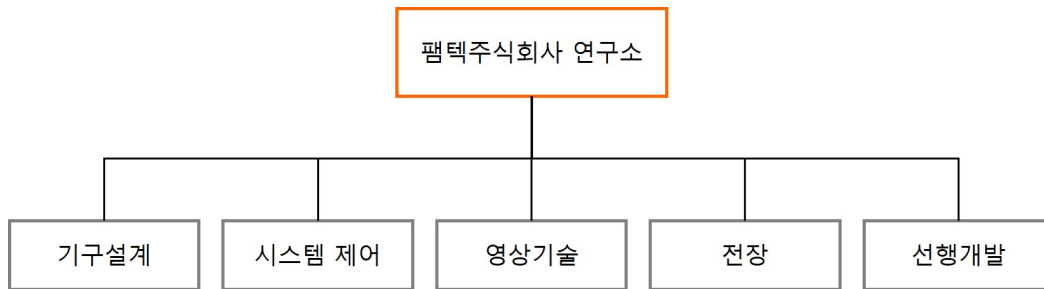 팸텍주식회사 연구소
기구설계
시스템 제어
영상기술
전장
선행개발